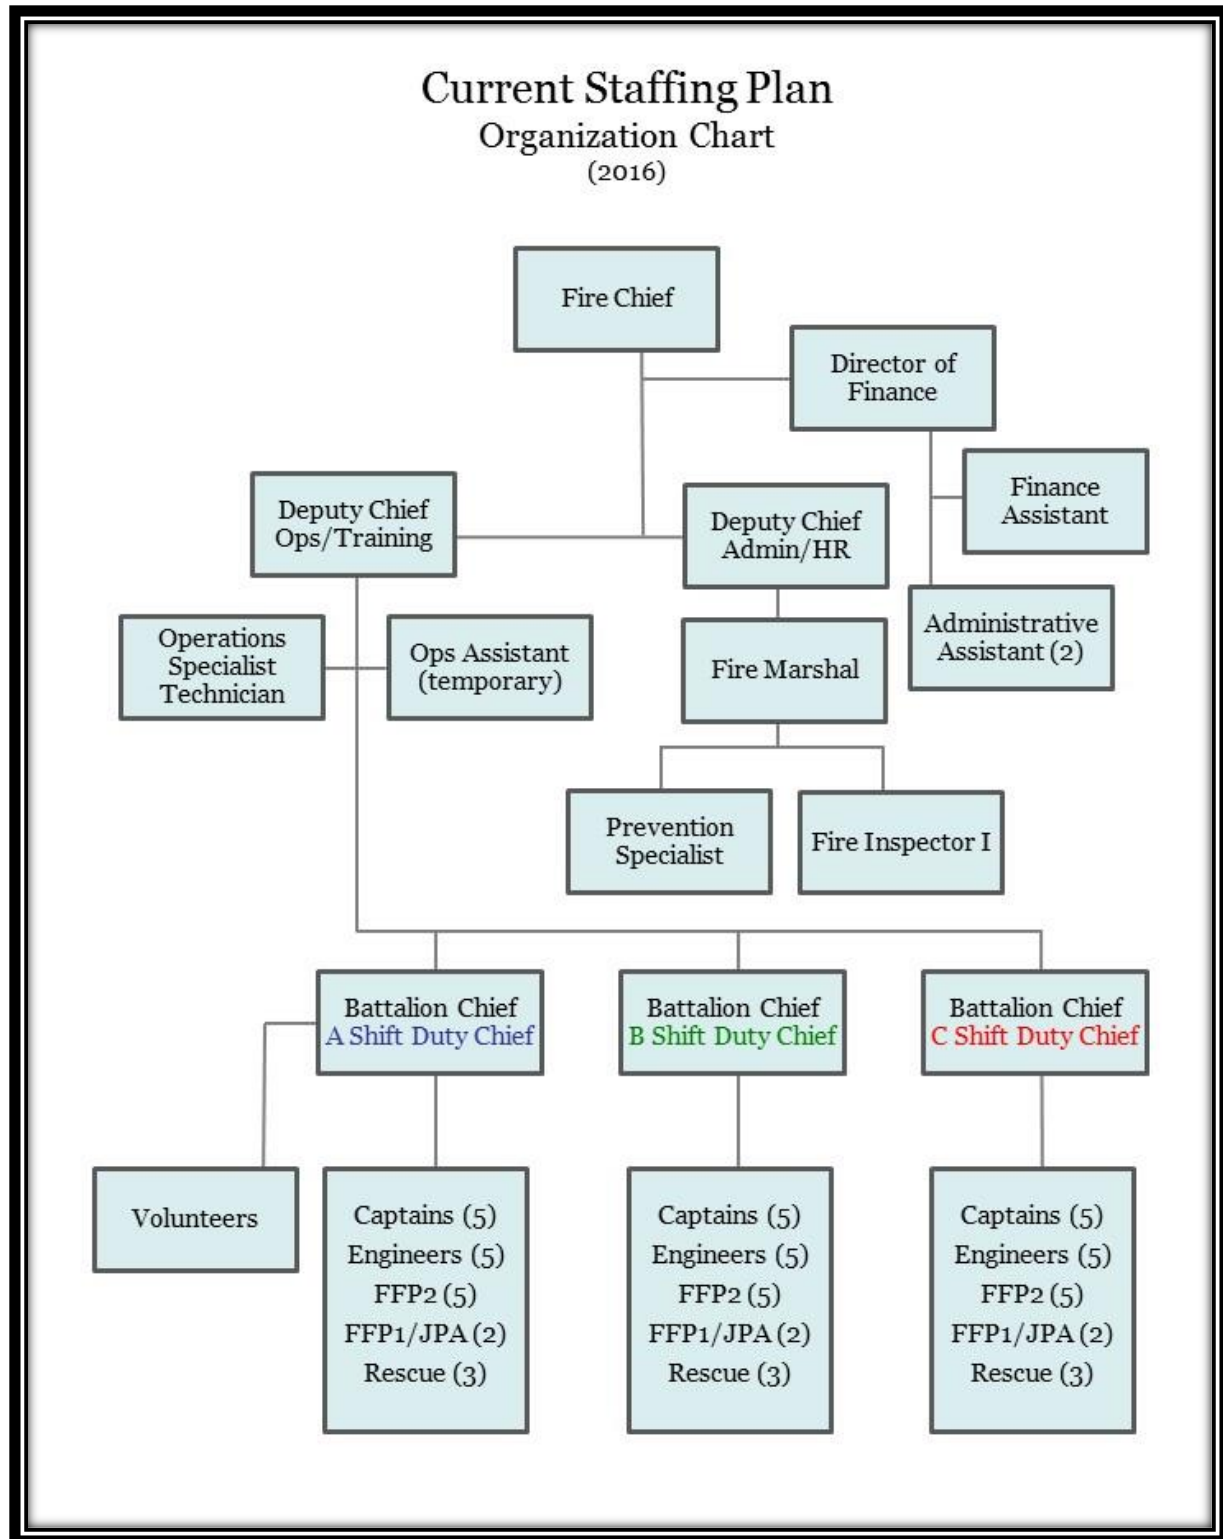 Current Staffing Plan
Organization Chart
(2016)
Fire Chief
Director of
Finance
Finance
Assistant
Administrative
Assistant (2)
Deputy Chief
Ops/Training
Deputy Chief
Admin/HR
Operations
Specialist
Technician
Ops Assistant
(temporary)
Fire Marshal
Prevention
Specialist
Fire Inspector I
Battalion Chief
A Shift Duty Chief
Battalion Chief
B Shift Duty Chief
Battalion Chief
C Shift Duty Chief
Volunteers
Captains (5)
Engineers (5)
FFP2 (5)
FFP1/JPA (2)
Rescue (3)
Captains (5)
Engineers (5)
FFP2 (5)
FFP1/JPA (2)
Rescue (3)
Captains (5)
Engineers (5)
FFP2 (5)
FFP1/JPA (2)
Rescue (3)